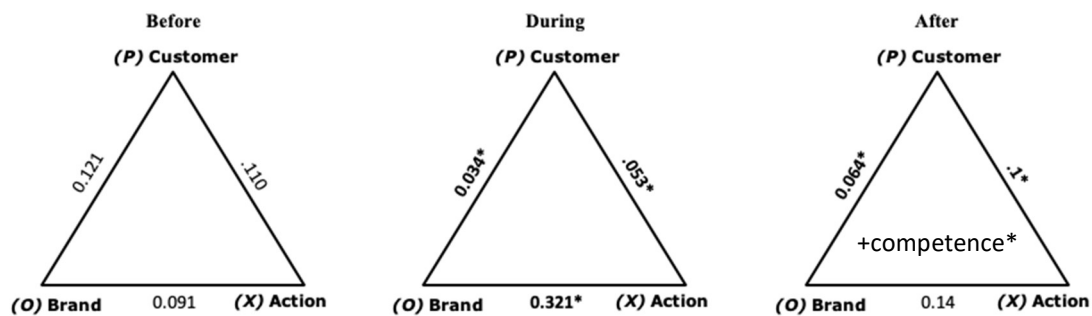 Before
(P) Customer
0.121
.110
(O) Brand
0.091
(X) Action
During
(P) Customer
0.034*
.053*
(O) Brand
0.321*
(X) Action
After
(P) Customer
0.064*
.1*
+competence*
(O) Brand
0.14
(X) Action